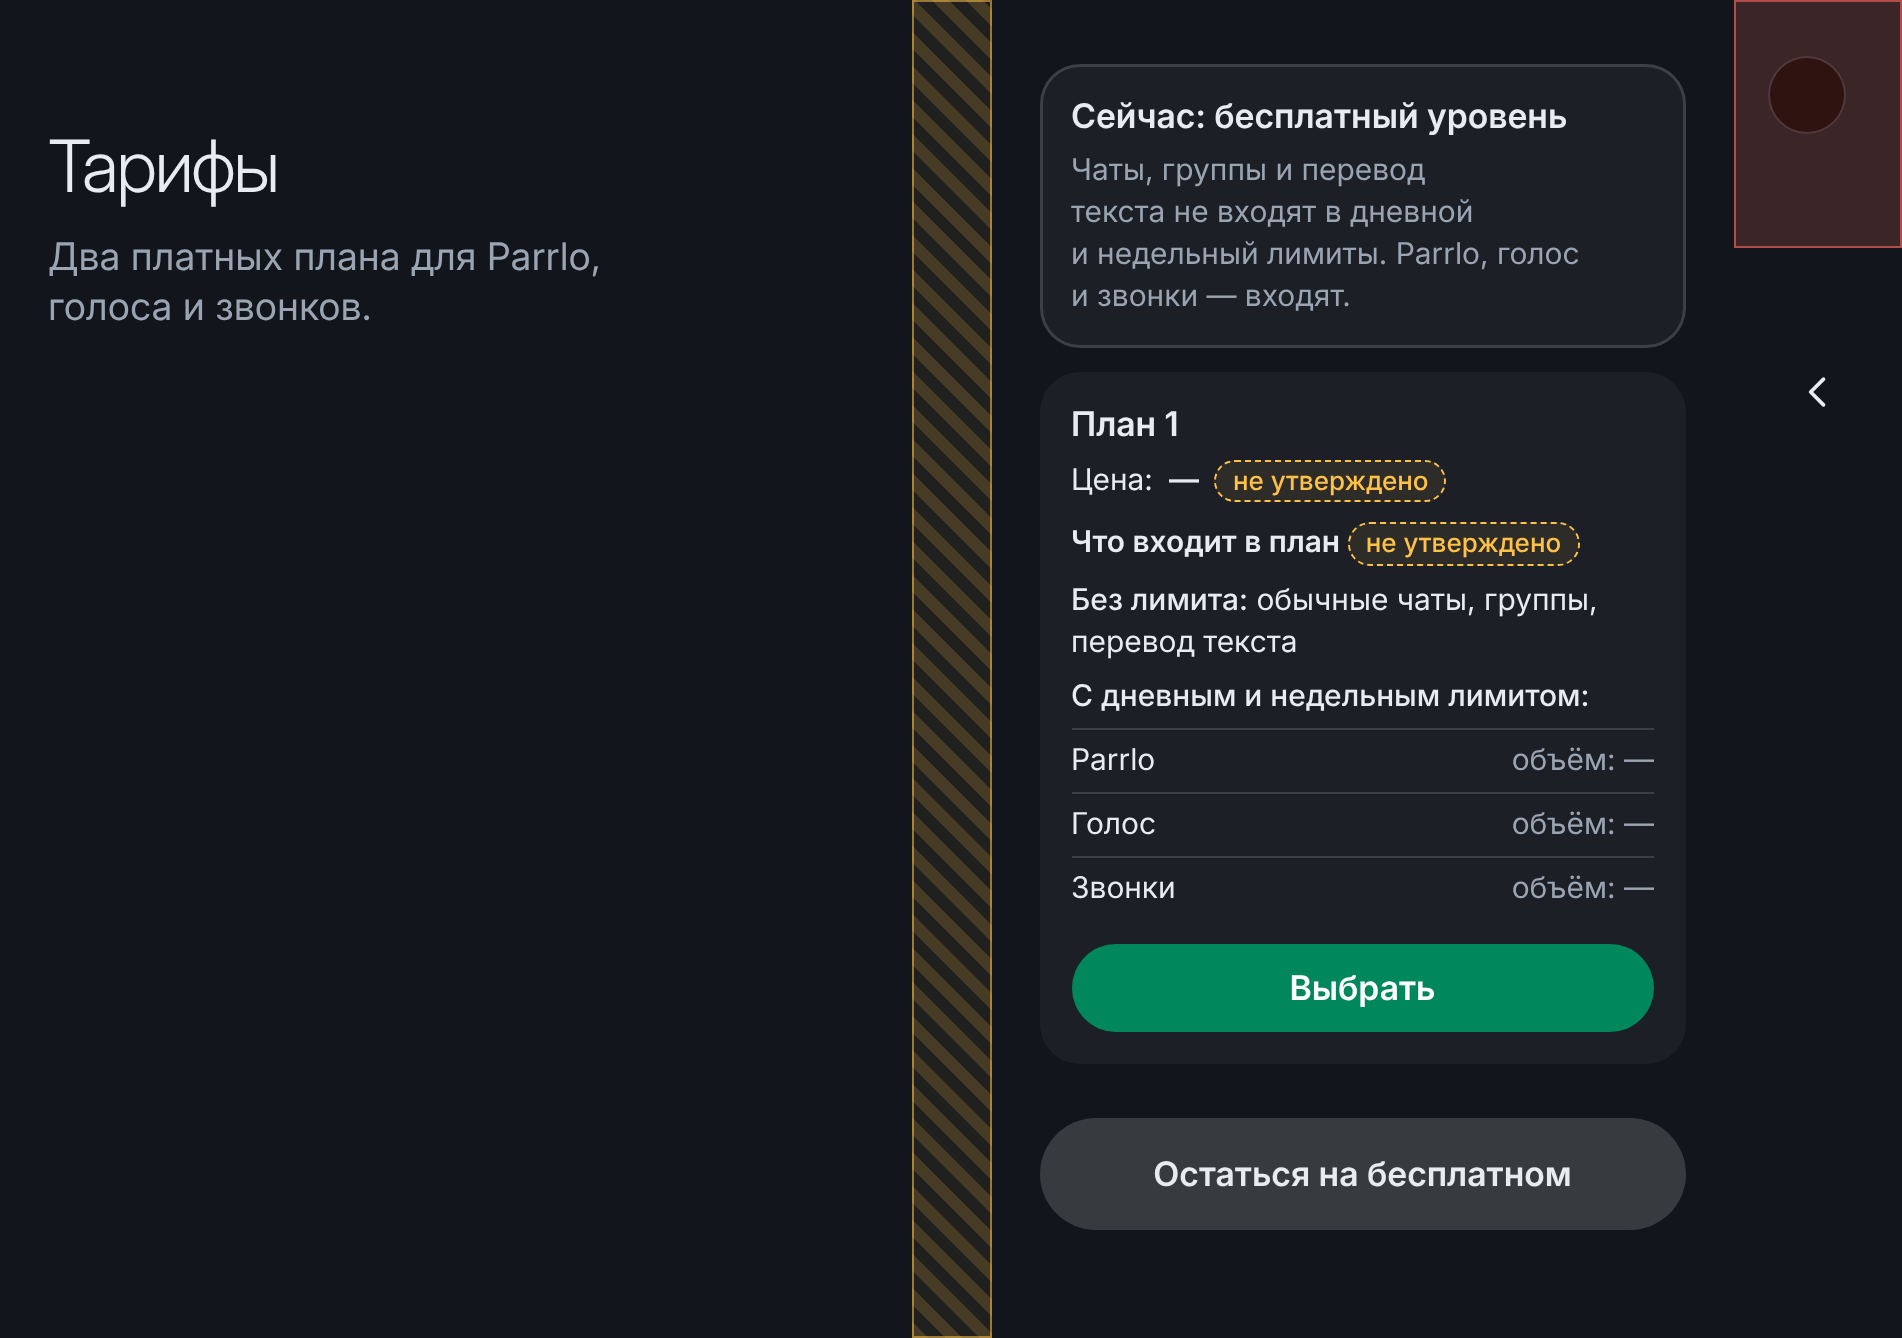 Тарифы
Два платных плана для Parrlo,
голоса и звонков.
Сейчас: бесплатный уровень
Чаты, группы и перевод
текста не входят в дневной
и недельный лимиты. Parrlo, голос
и звонки — входят.
План 1
Цена: — не утверждено
Что входит в план не утверждено
Без лимита: обычные чаты, группы,
перевод текста
С дневным и недельным лимитом:
Parrlo объём: —
Голос объём: —
Звонки объём: —
Выбрать
Остаться на бесплатном